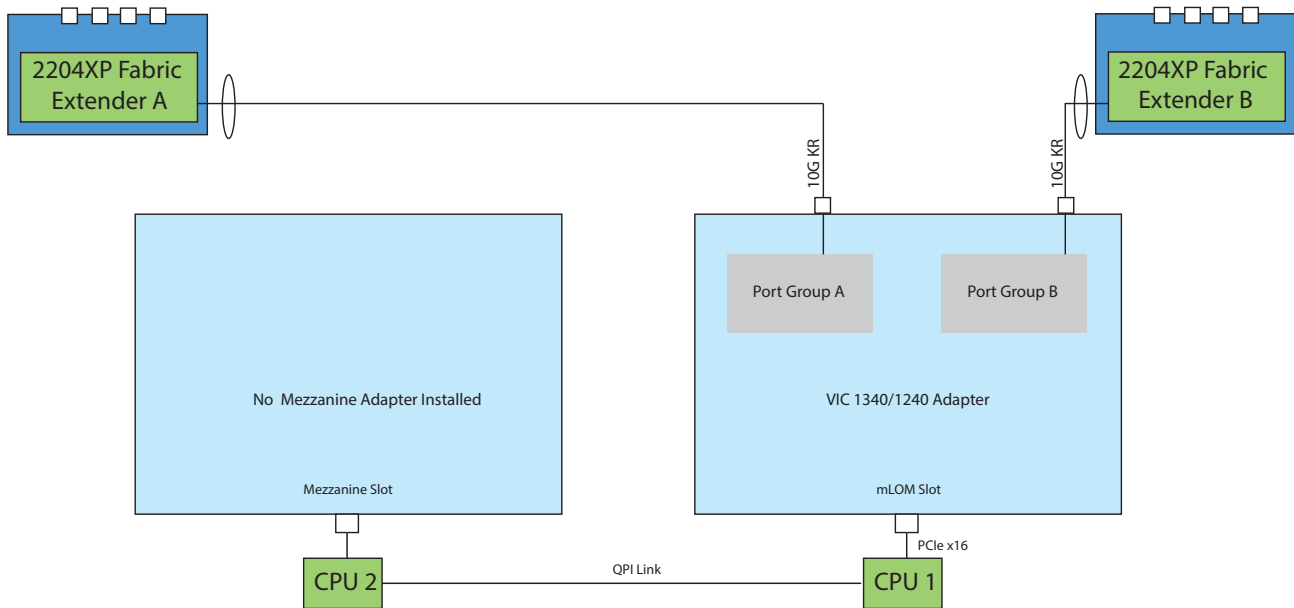 2204XP Fabric
Extender A
2204XP Fabric
Extender B
10G KR
10G KR
Port Group A
Port Group B
No Mezzanine Adapter Installed
VIC 1340/1240 Adapter
Mezzanine Slot
mLOM Slot
PCIe x16
QPI Link
CPU 2
CPU 1